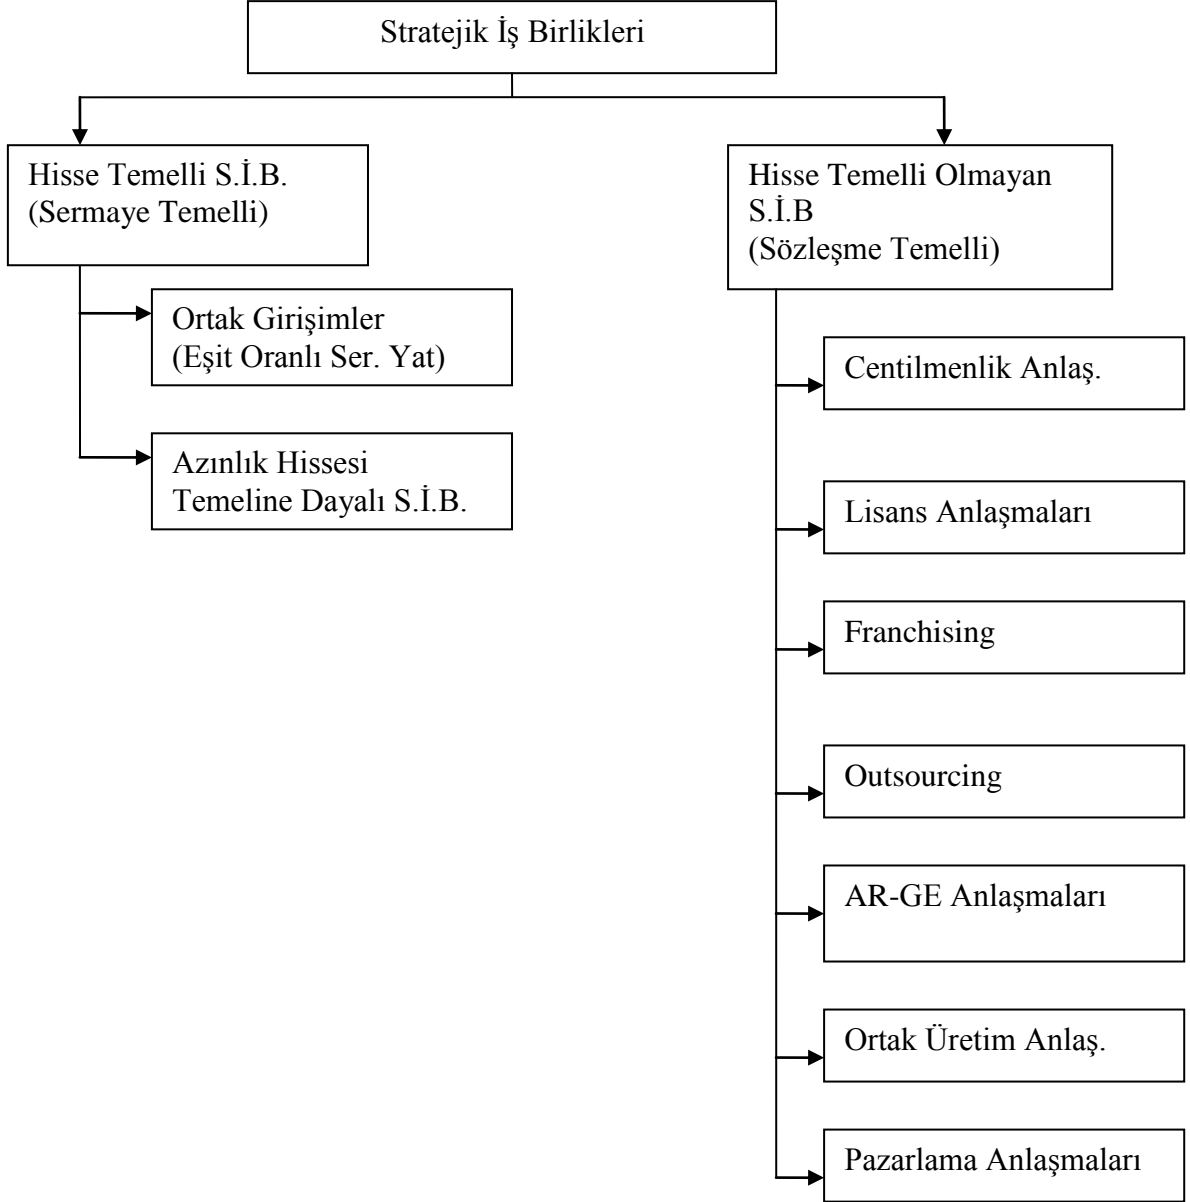 Stratejik İş Birlikleri
Hisse Temelli S.İ.B.
(Sermaye Temelli)
Ortak Girişimler
(Eşit Oranlı Ser. Yat)
Azınlık Hissesi
Temeline Dayalı S.İ.B.
Hisse Temelli Olmayan
S.İ.B
(Sözleşme Temelli)
Centilmenlik Anlaş.
Lisans Anlaşmaları
Franchising
Outsourcing
AR-GE Anlaşmaları
Ortak Üretim Anlaş.
Pazarlama Anlaşmaları